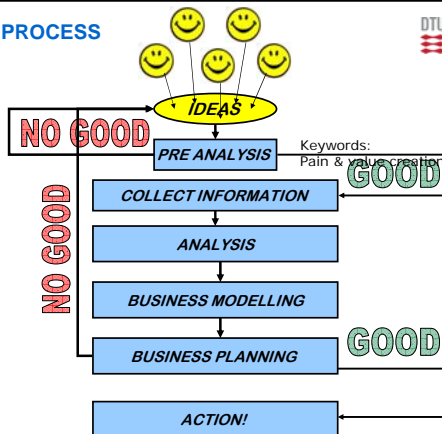 PROCESS
DTU
IDEAS
NO GOOD
PRE ANALYSIS
Keywords:
Pain & value creation
GOOD
COLLECT INFORMATION
ANALYSIS
NO GOOD
BUSINESS MODELLING
GOOD
BUSINESS PLANNING
ACTION!